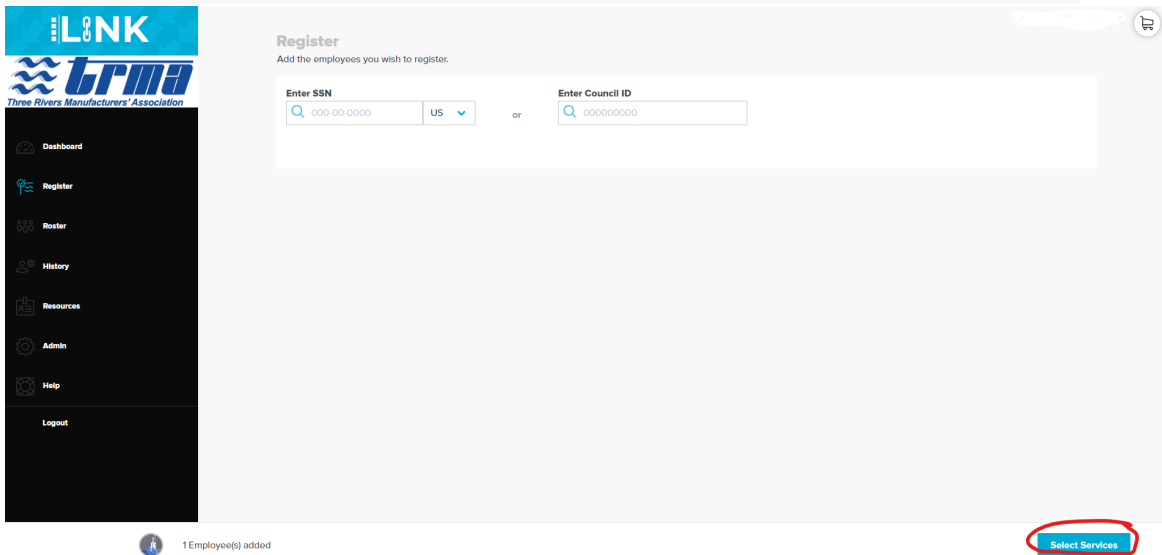 LINK
trma
Three Rivers Manufacturers' Association
Dashboard
Register
Roster
History
Resources
Admin
Help
Logout
Register
Add the employees you wish to register.
Enter SSN
000-00-0000 US
or
Enter Council ID
000000000
1 Employee(s) added
Select Services